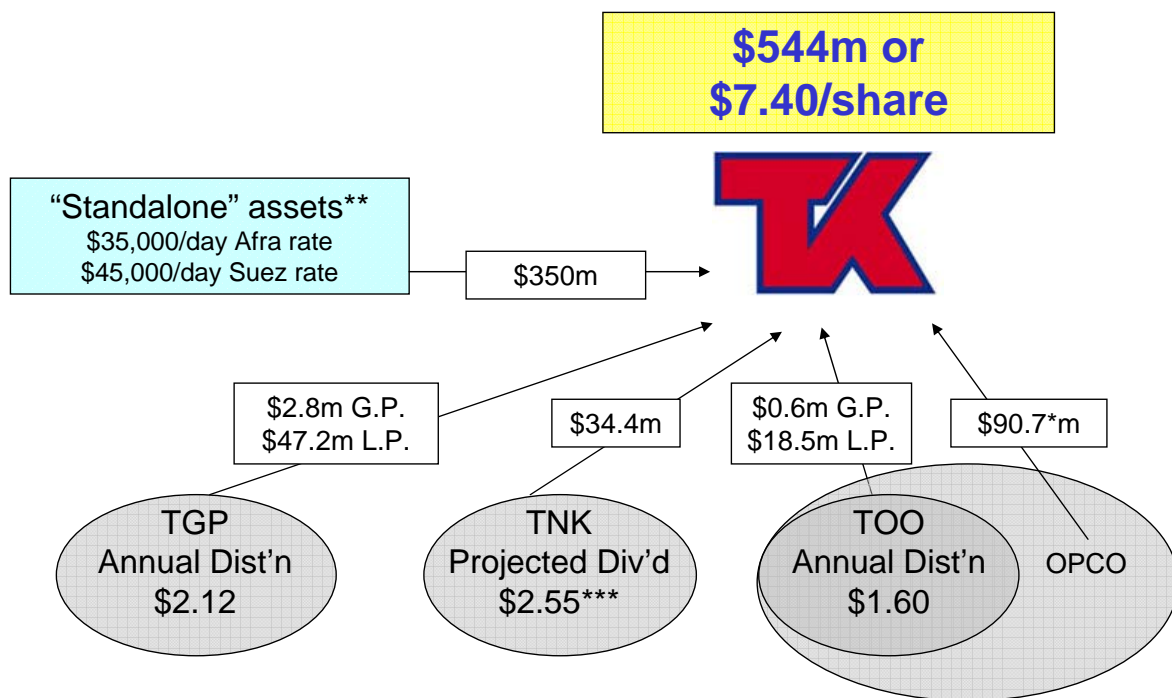 $544m or
$7.40/share
TK
“Standalone” assets**
$35,000/day Afra rate
$45,000/day Suez rate
$350m
$2.8m G.P.
$47.2m L.P.
$34.4m
$0.6m G.P.
$18.5m L.P.
$90.7*m
TGP
Annual Dist’n
$2.12
TNK
Projected Div’d
$2.55***
TOO
Annual Dist’n
$1.60
OPCO